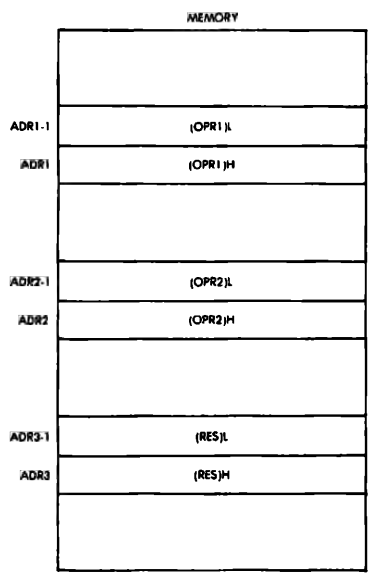 MEMORY
ADR1-1 (OPR1)L
ADR1 (OPR1)H
ADR2-1 (OPR2)L
ADR2 (OPR2)H
ADR3-1 (RES)L
ADR3 (RES)H